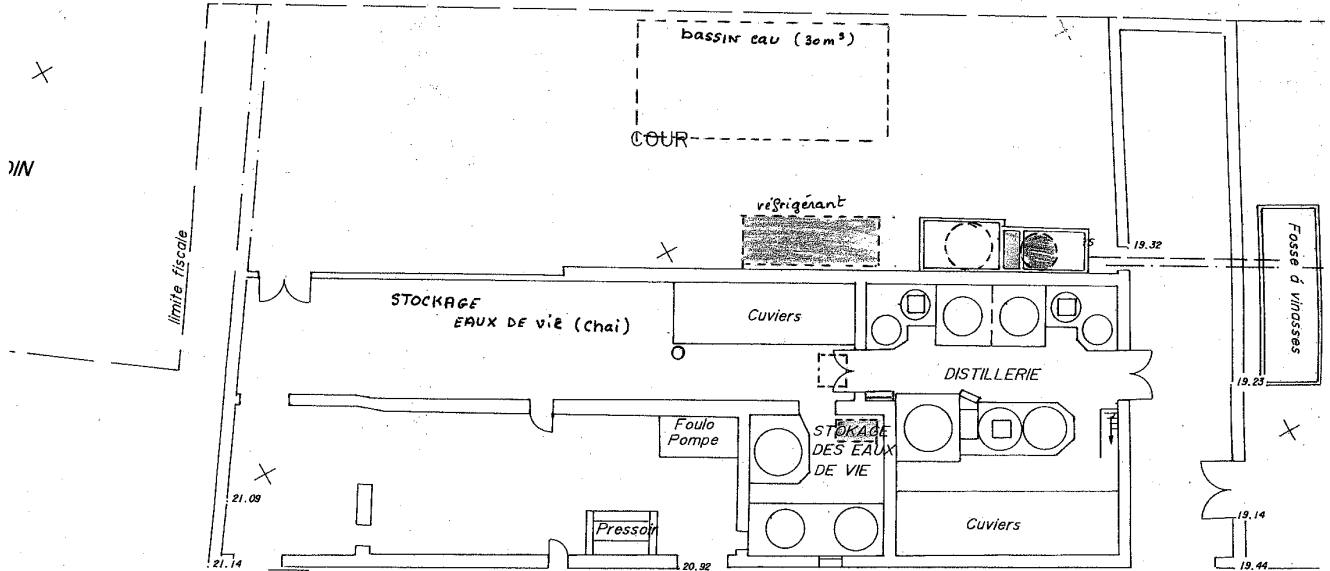 bassin eau (30m³)
COUR
JIN
réfrigérant
limite fiscale
19.32
Fosse à vinasses
STOCKAGE
EAUX DE VIE (Chai)
Cuviers
DISTILLERIE
19.23
Foulo
Pompe
STOKAGE
DES EAUX
DE VIE
21.09
Pressoir
Cuviers
19.14
21.14
20.92
19.44